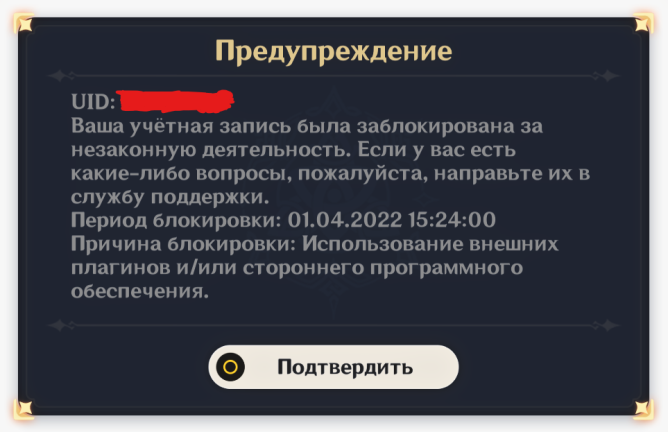 Предупреждение
UID:
Ваша учётная запись была заблокирована за
незаконную деятельность. Если у вас есть
какие-либо вопросы, пожалуйста, направьте их в
службу поддержки.
Период блокировки: 01.04.2022 15:24:00
Причина блокировки: Использование внешних
плагинов и/или стороннего программного
обеспечения.
Подтвердить